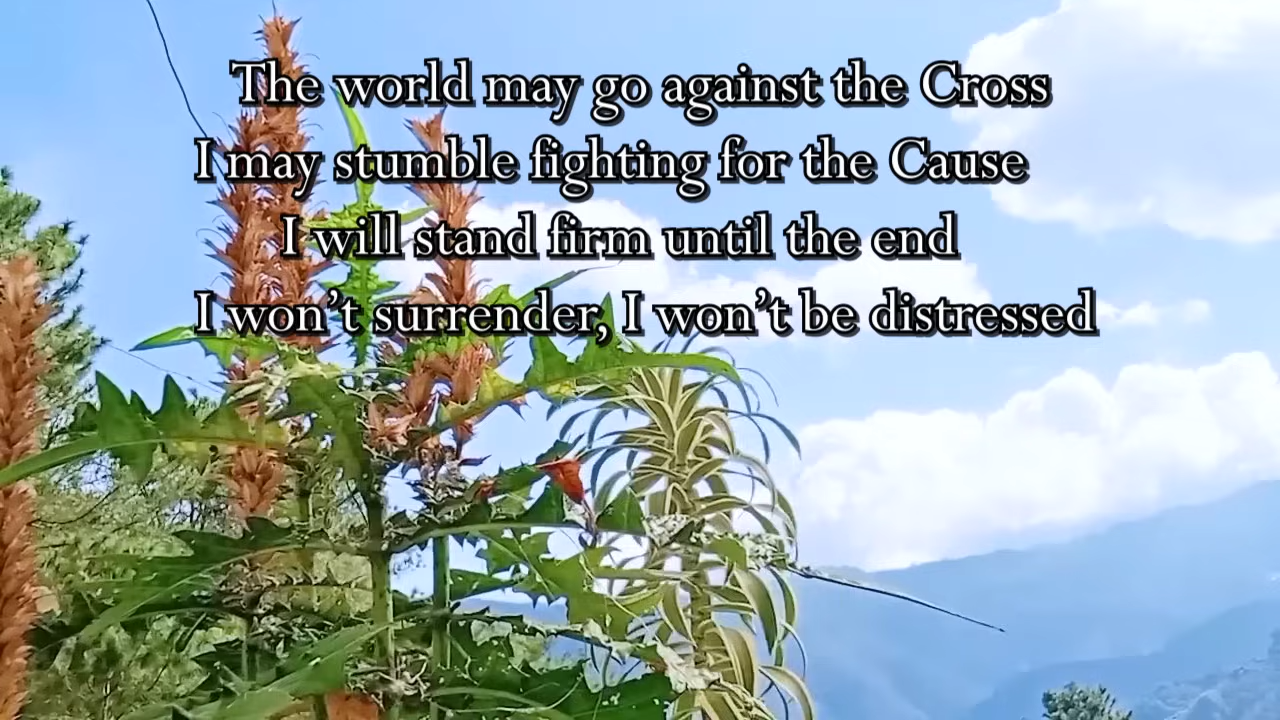 The world may go against the Cross
I may stumble fighting for the Cause
I will stand firm until the end
I won’t surrender, I won’t be distressed